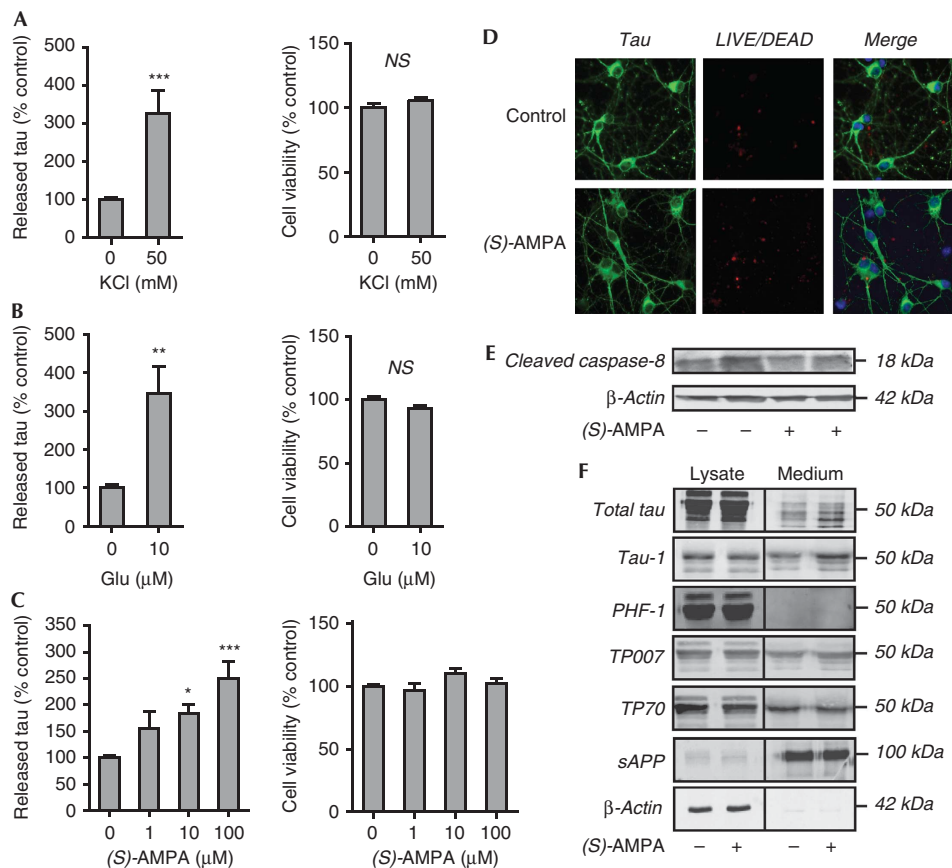 A
Released tau (% control)
500
400
300
200
100
0
***
0 50
KCl (mM)
Cell viability (% control)
150
100
50
0
NS
0 50
KCl (mM)
B
Released tau (% control)
500
400
300
200
100
0
**
0 10
Glu (μM)
Cell viability (% control)
150
100
50
0
NS
0 10
Glu (μM)
C
Released tau (% control)
350
300
250
200
150
100
50
0
*
***
0 1 10 100
(S)-AMPA (μM)
Cell viability (% control)
150
100
50
0
0 1 10 100
(S)-AMPA (μM)
D
Tau LIVE/DEAD Merge
Control
(S)-AMPA
E
Cleaved caspase-8 18 kDa
β-Actin 42 kDa
(S)-AMPA – – + +
F
Lysate Medium
Total tau 50 kDa
Tau-1 50 kDa
PHF-1 50 kDa
TP007 50 kDa
TP70 50 kDa
sAPP 100 kDa
β-Actin 42 kDa
(S)-AMPA – + – +